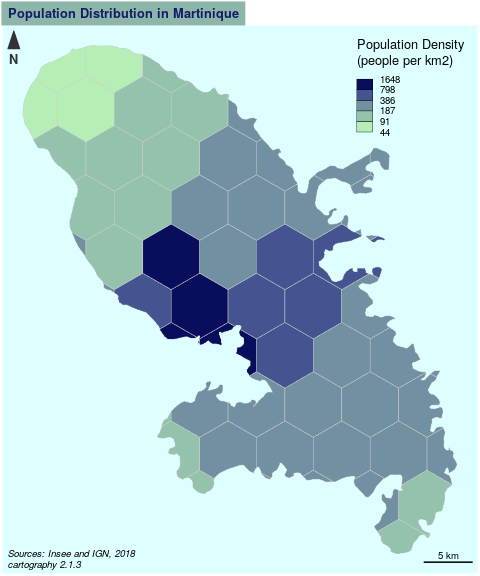 Population Distribution in Martinique
N
Population Density
(people per km2)
1648
798
386
187
91
44
Sources: Insee and IGN, 2018
cartography 2.1.3
5 km